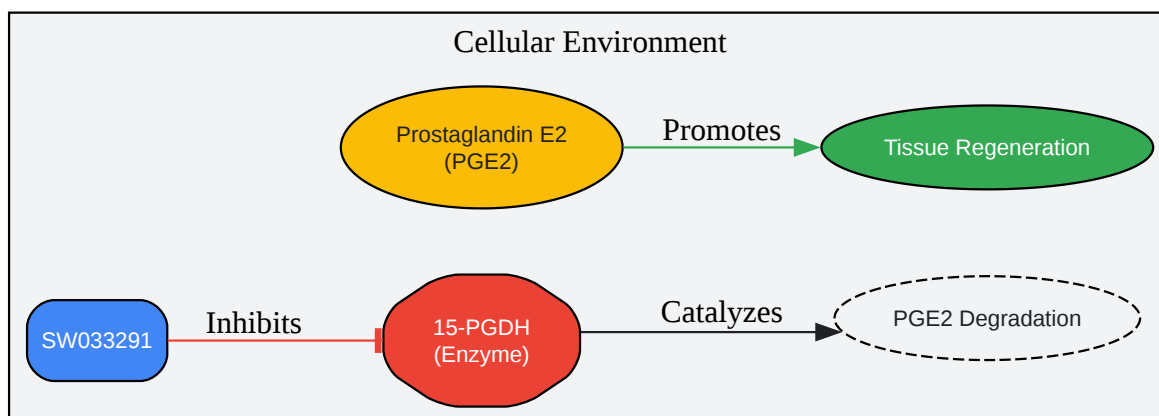 Cellular Environment
Prostaglandin E2
(PGE2)
Promotes
Tissue Regeneration
SW033291
Inhibits
15-PGDH
(Enzyme)
Catalyzes
PGE2 Degradation